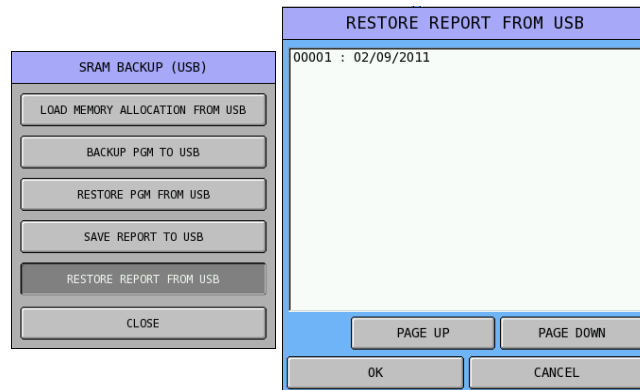 SRAM BACKUP (USB)
LOAD MEMORY ALLOCATION FROM USB
BACKUP PGM TO USB
RESTORE PGM FROM USB
SAVE REPORT TO USB
RESTORE REPORT FROM USB
CLOSE
RESTORE REPORT FROM USB
00001 : 02/09/2011
PAGE UP
PAGE DOWN
OK
CANCEL